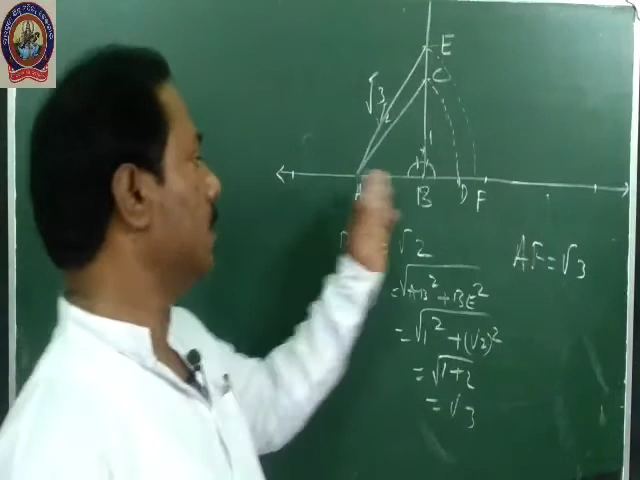 E
C
√3
1
B
D
F
√2
AF=√3
=√AB²+BE²
=√1²+(√2)²
=√1+2
=√3